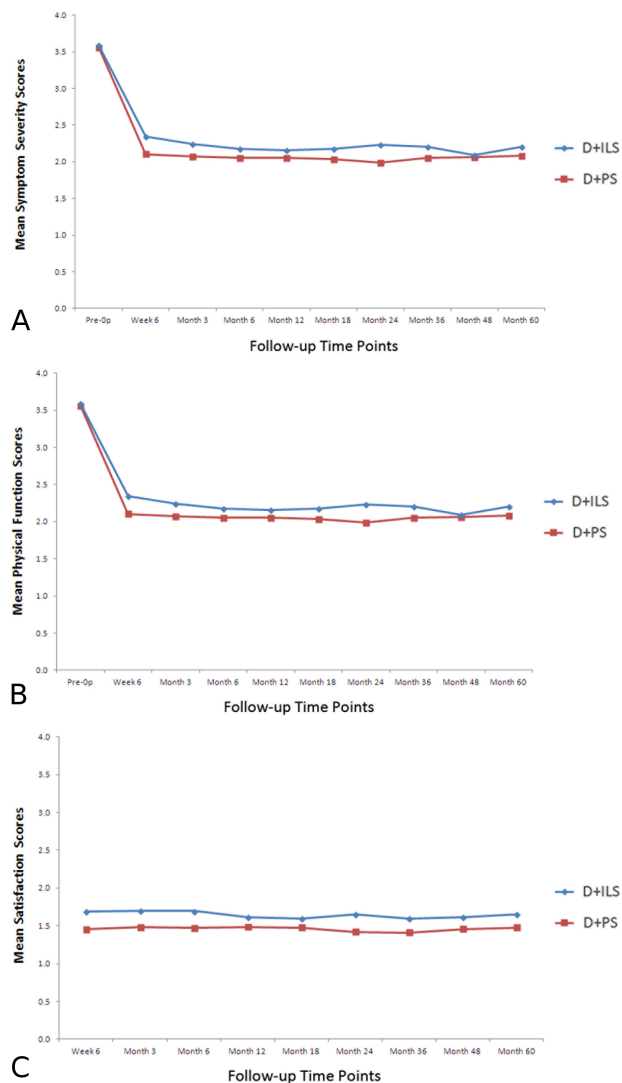 Mean Symptom Severity Scores
4.0
3.5
3.0
2.5
2.0
1.5
1.0
0.5
0.0
Pre-Op Week 6 Month 3 Month 6 Month 12 Month 18 Month 24 Month 36 Month 48 Month 60
Follow-up Time Points
D+ILS
D+PS
A
Mean Physical Function Scores
4.0
3.5
3.0
2.5
2.0
1.5
1.0
0.5
0.0
Pre-Op Week 6 Month 3 Month 6 Month 12 Month 18 Month 24 Month 36 Month 48 Month 60
Follow-up Time Points
D+ILS
D+PS
B
Mean Satisfaction Scores
4.0
3.5
3.0
2.5
2.0
1.5
1.0
0.5
0.0
Week 6 Month 3 Month 6 Month 12 Month 18 Month 24 Month 36 Month 48 Month 60
Follow-up Time Points
D+ILS
D+PS
C